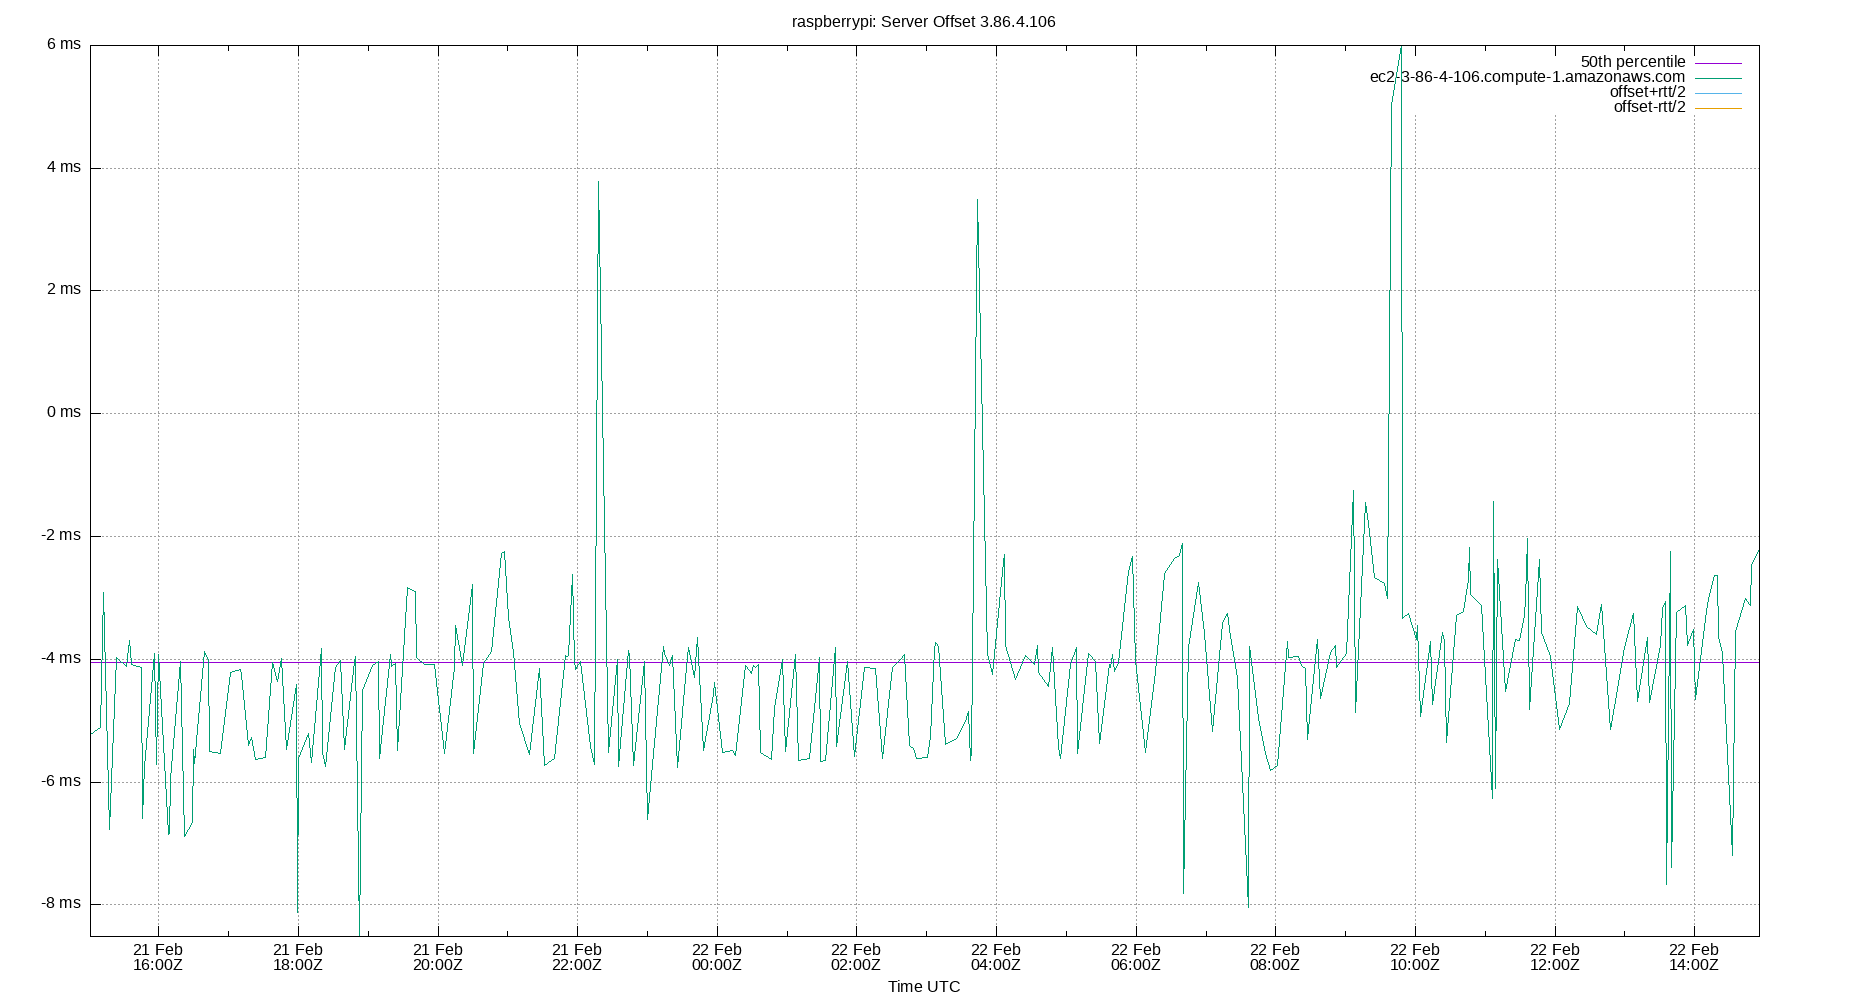 raspberrypi: Server Offset 3.86.4.106
6 ms
4 ms
2 ms
0 ms
-2 ms
-4 ms
-6 ms
-8 ms
50th percentile
ec2-3-86-4-106.compute-1.amazonaws.com
offset+rtt/2
offset-rtt/2
21 Feb 21 Feb 21 Feb 21 Feb 22 Feb 22 Feb 22 Feb 22 Feb 22 Feb 22 Feb 22 Feb 22 Feb
16:00Z 18:00Z 20:00Z 22:00Z 00:00Z 02:00Z 04:00Z 06:00Z 08:00Z 10:00Z 12:00Z 14:00Z
Time UTC